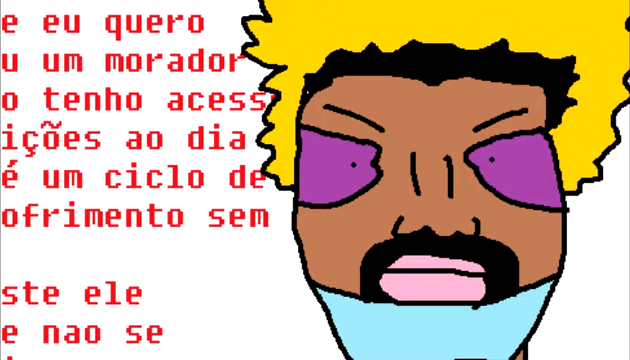 e eu quero
u um morador
o tenho acess
ições ao dia
é um ciclo de
ofrimento sem
ste ele
e nao se